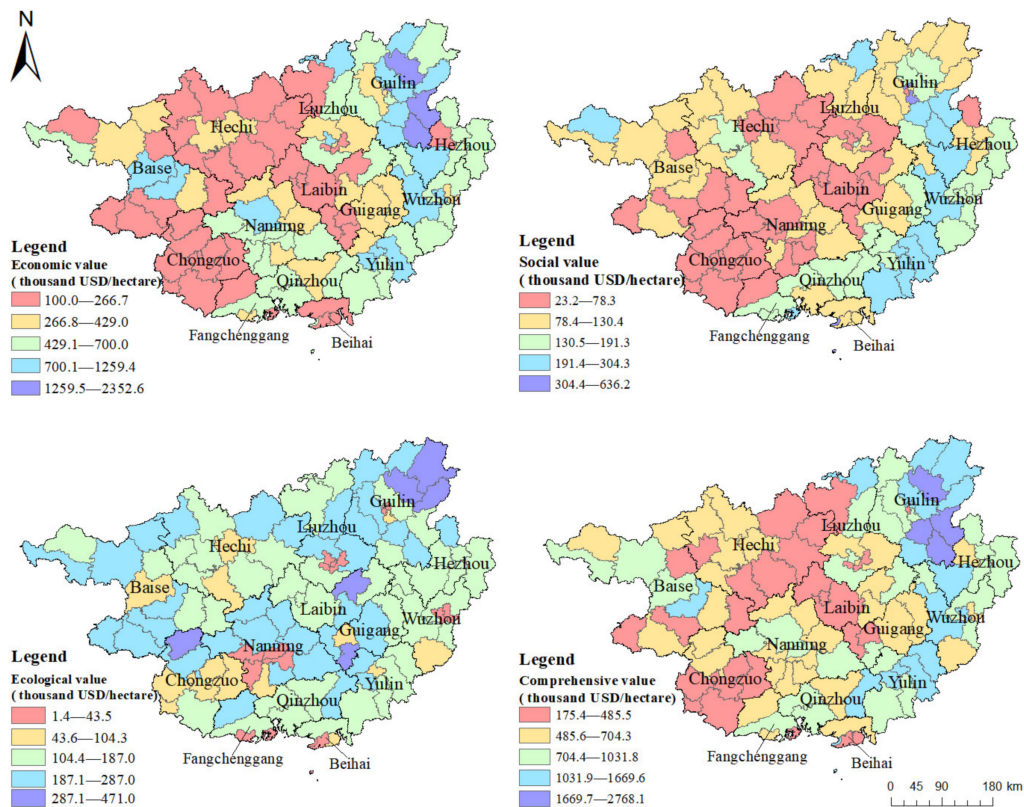 N
Guilin
Liuzhou
Hechi
Hezhou
Baise
Laibin
Wuzhon
Guigang
Nanning
Yulin
Chongzuo
Qinzhou
Fangchenggang
Beihai
Legend
Economic value
( thousand USD/hectare)
100.0—266.7
266.8—429.0
429.1—700.0
700.1—1259.4
1259.5—2352.6
Guilin
Liuzhou
Hechi
Hezhou
Baise
Laibin
Wuzhon
Guigang
Nanning
Yulin
Chongzuo
Qinzhou
Fangchenggang
Beihai
Legend
Social value
( thousand USD/hectare)
23.2—78.3
78.4—130.4
130.5—191.3
191.4—304.3
304.4—636.2
Guilin
Liuzhou
Hechi
Hezhou
Baise
Laibin
Wuzhon
Guigang
Nanning
Yulin
Chongzuo
Qinzhou
Fangchenggang
Beihai
Legend
Ecological value
( thousand USD/hectare)
1.4—43.5
43.6—104.3
104.4—187.0
187.1—287.0
287.1—471.0
Guilin
Liuzhou
Hechi
Hezhou
Baise
Laibin
Wuzhon
Guigang
Nanning
Yulin
Chongzuo
Qinzhou
Fangchenggang
Beihai
Legend
Comprehensive value
( thousand USD/hectare)
175.4—485.5
485.6—704.3
704.4—1031.8
1031.9—1669.6
1669.7—2768.1
0 45 90 180 km